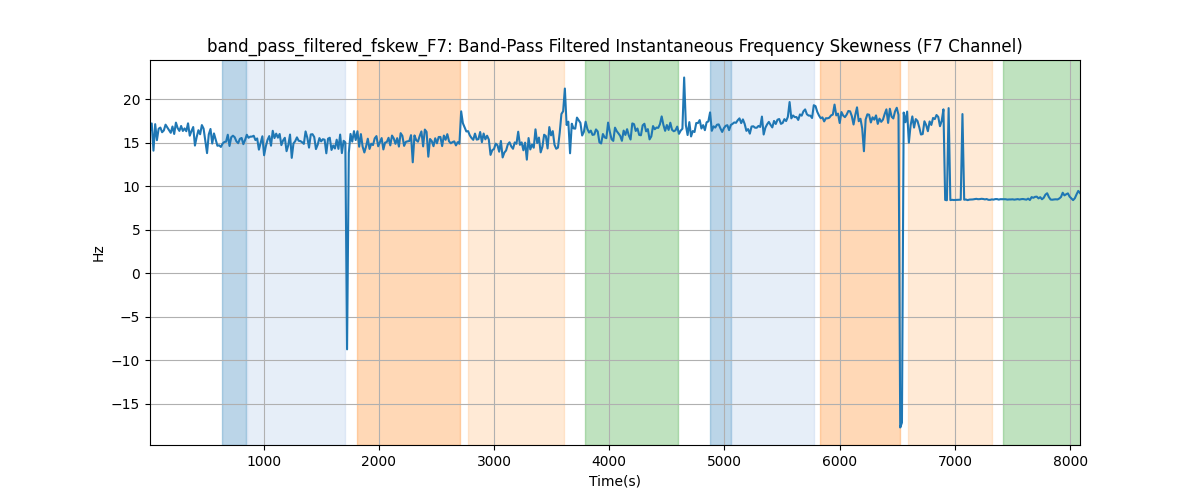 band_pass_filtered_fskew_F7: Band-Pass Filtered Instantaneous Frequency Skewness (F7 Channel)
20
15
10
5
0
−5
−10
−15
Hz
1000 2000 3000 4000 5000 6000 7000 8000
Time(s)